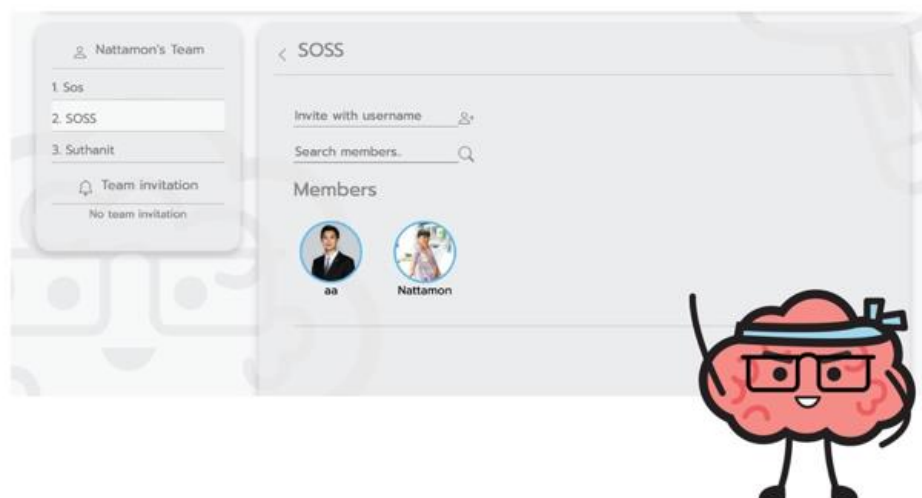 Nattamon's Team
1. Sos
2. SOSS
3. Suthanit
Team invitation
No team invitation
SOSS
Invite with username
Search members..
Members
aa
Nattamon